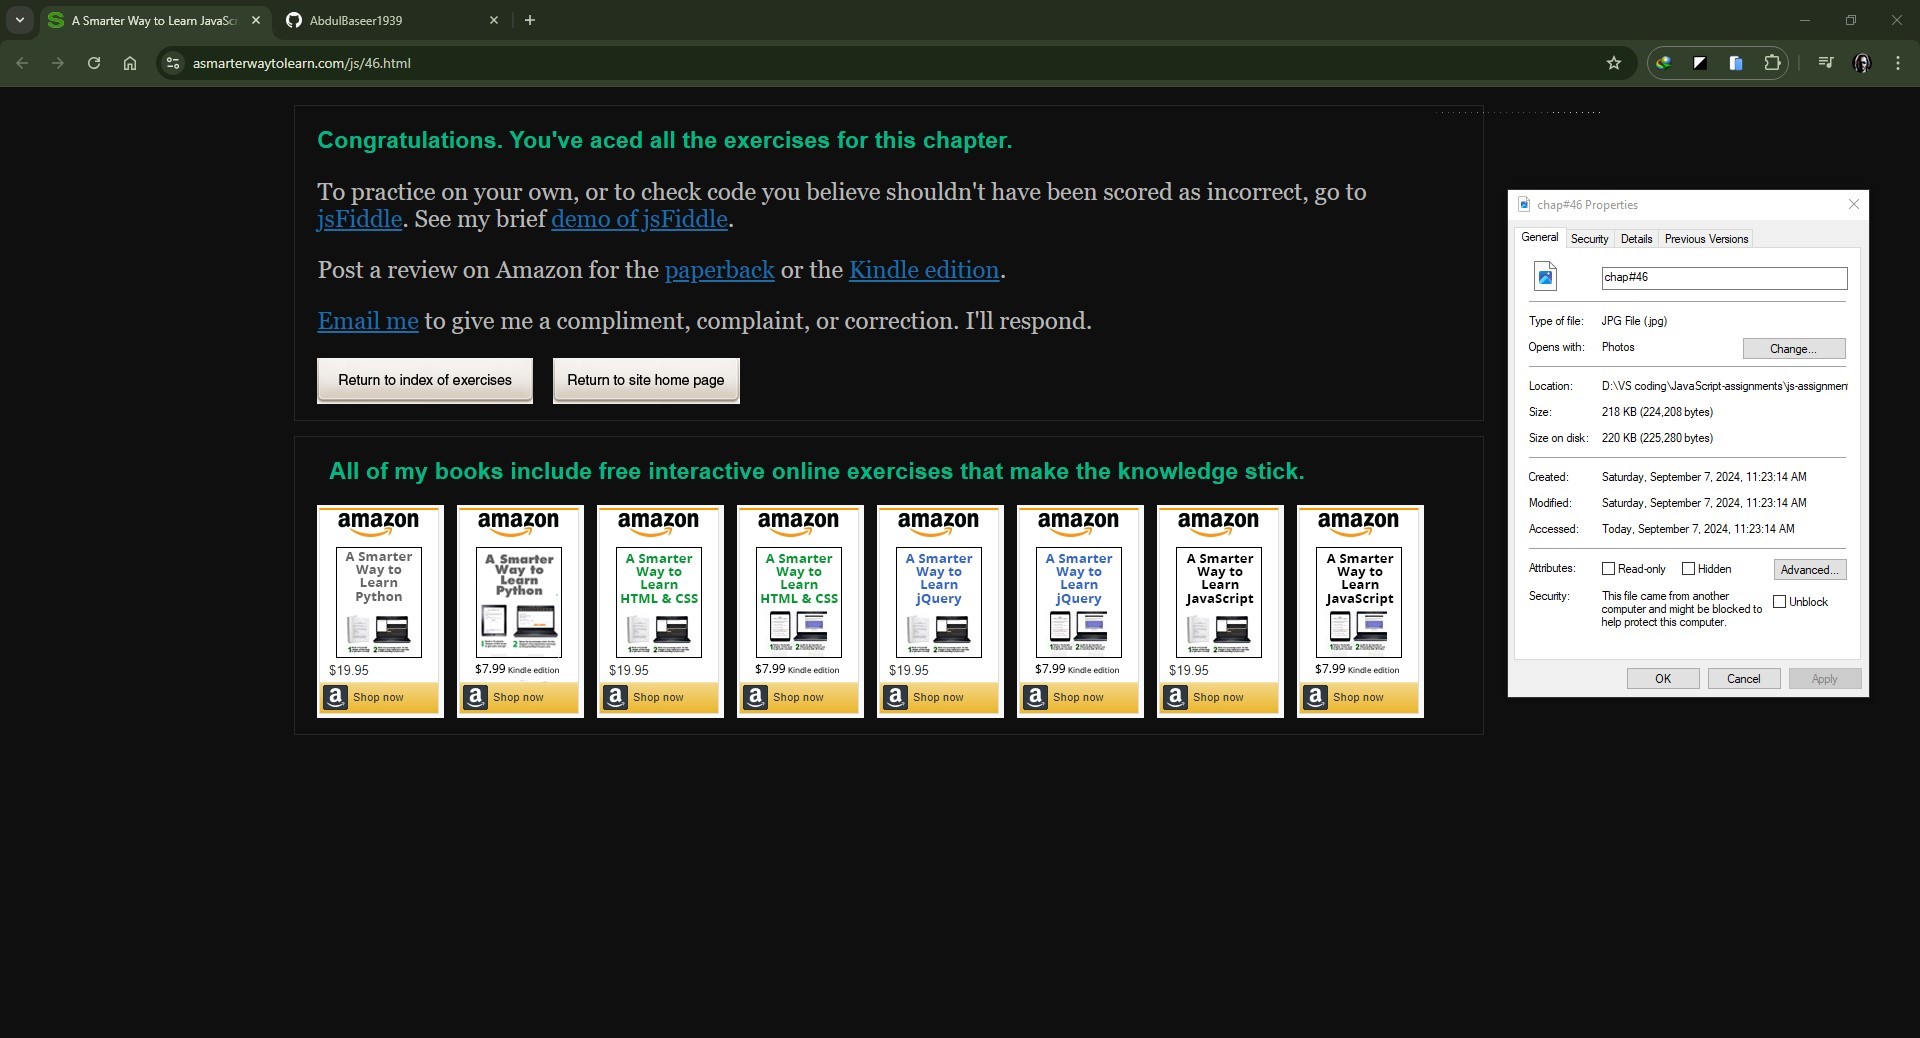 A Smarter Way to Learn JavaSc
AbdulBaseer1939
asmarterwaytolearn.com/js/46.html
Congratulations. You've aced all the exercises for this chapter.
To practice on your own, or to check code you believe shouldn't have been scored as incorrect, go to
jsFiddle. See my brief demo of jsFiddle.
Post a review on Amazon for the paperback or the Kindle edition.
Email me to give me a compliment, complaint, or correction. I'll respond.
Return to index of exercises
Return to site home page
All of my books include free interactive online exercises that make the knowledge stick.
amazon
A Smarter
Way to
Learn
Python
$19.95
a Shop now
amazon
A Smarter
Way to
Learn
Python
$7.99 Kindle edition
a Shop now
amazon
A Smarter
Way to
Learn
HTML & CSS
$19.95
a Shop now
amazon
A Smarter
Way to
Learn
HTML & CSS
$7.99 Kindle edition
a Shop now
amazon
A Smarter
Way to
Learn
jQuery
$19.95
a Shop now
amazon
A Smarter
Way to
Learn
jQuery
$7.99 Kindle edition
a Shop now
amazon
A Smarter
Way to
Learn
JavaScript
$19.95
a Shop now
amazon
A Smarter
Way to
Learn
JavaScript
$7.99 Kindle edition
a Shop now
chap#46 Properties
General Security Details Previous Versions
chap#46
Type of file: JPG File (.jpg)
Opens with: Photos Change...
Location: D:\VS coding\JavaScript-assignments\js-assignmen
Size: 218 KB (224,208 bytes)
Size on disk: 220 KB (225,280 bytes)
Created: Saturday, September 7, 2024, 11:23:14 AM
Modified: Saturday, September 7, 2024, 11:23:14 AM
Accessed: Today, September 7, 2024, 11:23:14 AM
Attributes: Read-only Hidden Advanced...
Security: This file came from another
computer and might be blocked to
help protect this computer.
Unblock
OK Cancel Apply